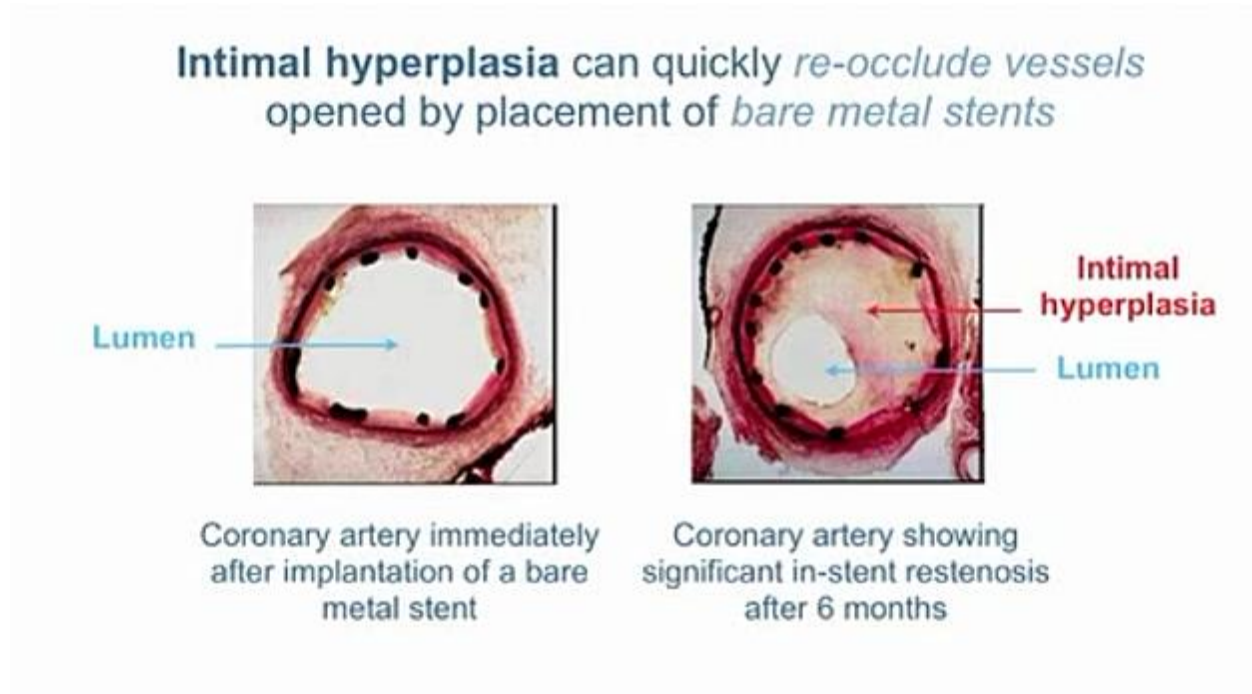 Intimal hyperplasia can quickly re-occlude vessels
opened by placement of bare metal stents
Lumen
Intimal
hyperplasia
Lumen
Coronary artery immediately
after implantation of a bare
metal stent
Coronary artery showing
significant in-stent restenosis
after 6 months